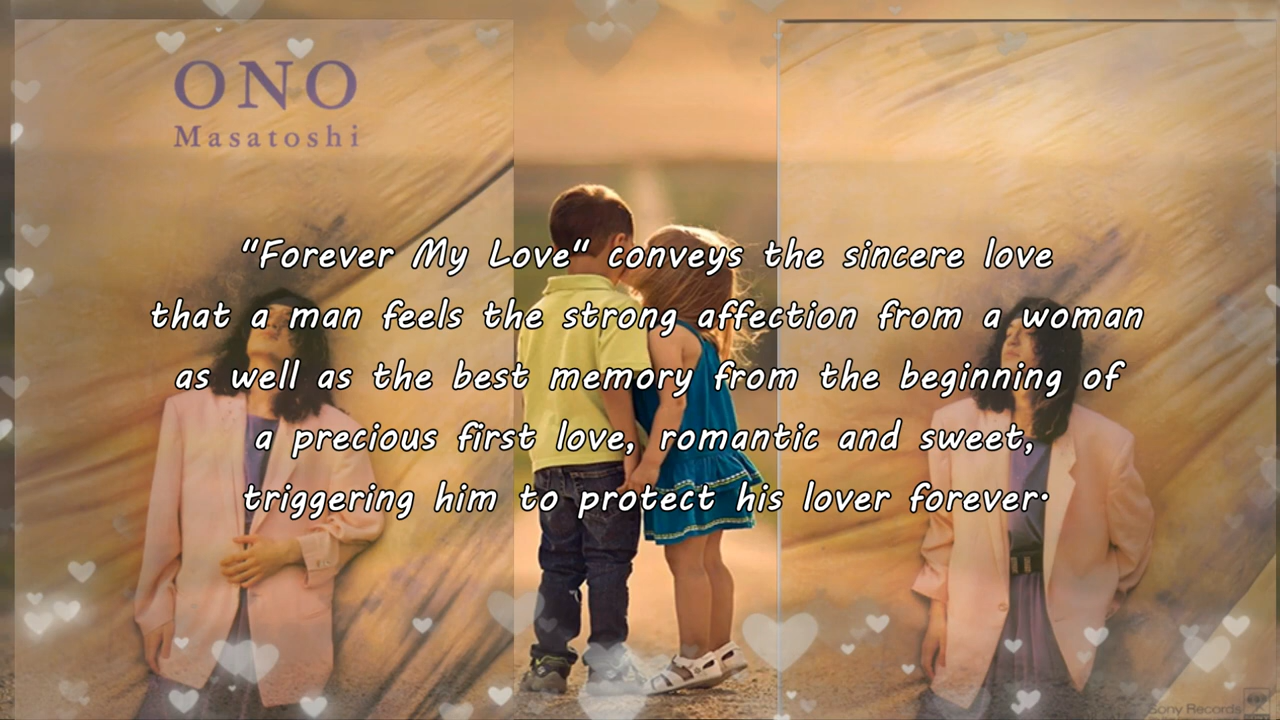 ONO
Masatoshi
"Forever My Love" conveys the sincere love
that a man feels the strong affection from a woman
as well as the best memory from the beginning of
a precious first love, romantic and sweet,
triggering him to protect his lover forever.
Sony Records